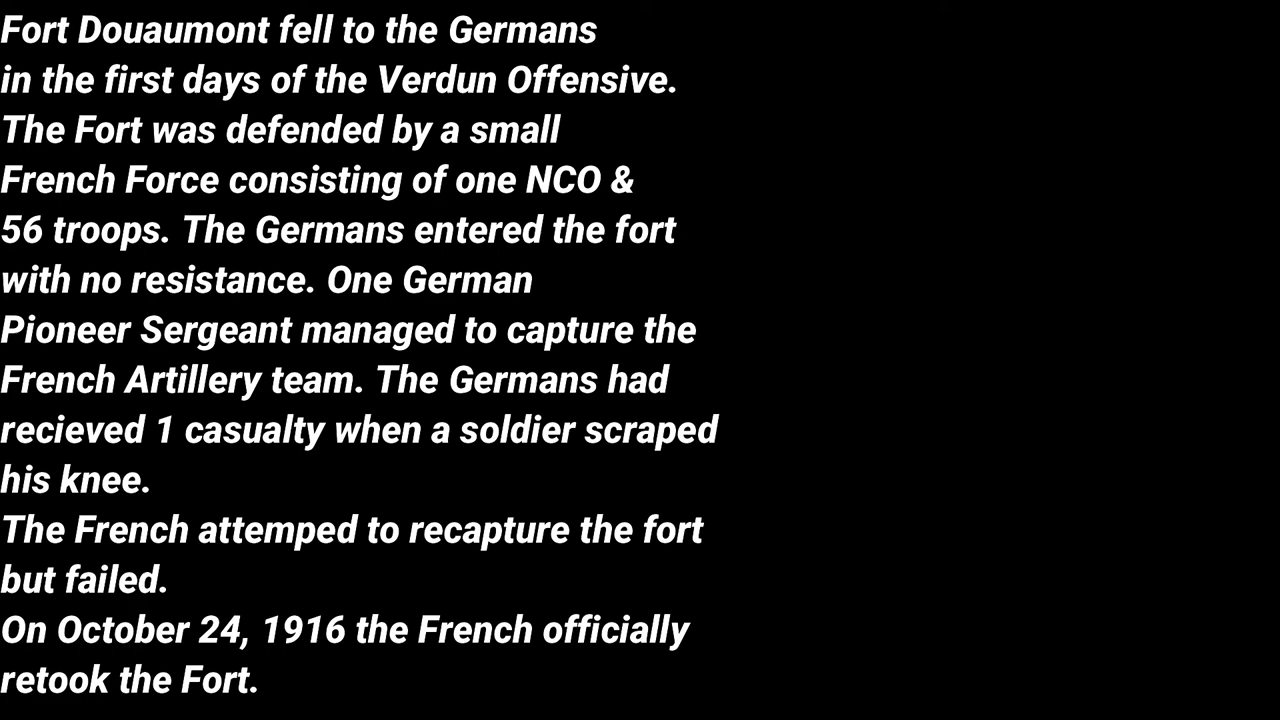 Fort Douaumont fell to the Germans
in the first days of the Verdun Offensive.
The Fort was defended by a small
French Force consisting of one NCO &
56 troops. The Germans entered the fort
with no resistance. One German
Pioneer Sergeant managed to capture the
French Artillery team. The Germans had
recieved 1 casualty when a soldier scraped
his knee.
The French attemped to recapture the fort
but failed.
On October 24, 1916 the French officially
retook the Fort.